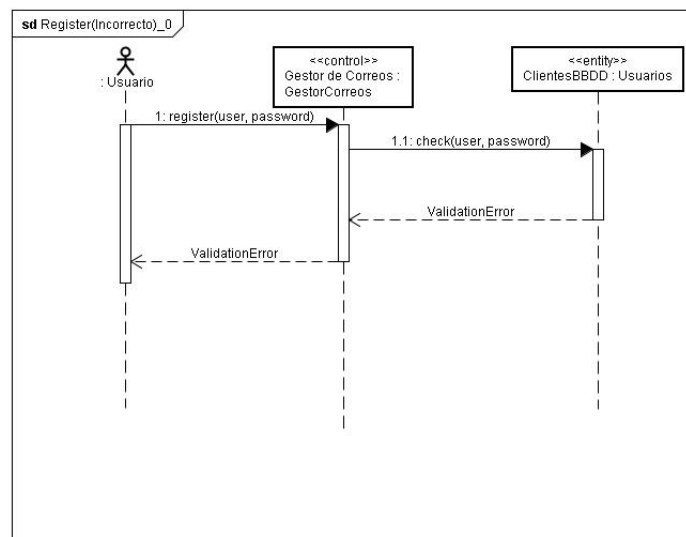 sd Register(Incorrecto)_0
: Usuario
<<control>>
Gestor de Correos :
GestorCorreos
<<entity>>
ClientesBBDD : Usuarios
1: register(user, password)
1.1: check(user, password)
ValidationError
ValidationError